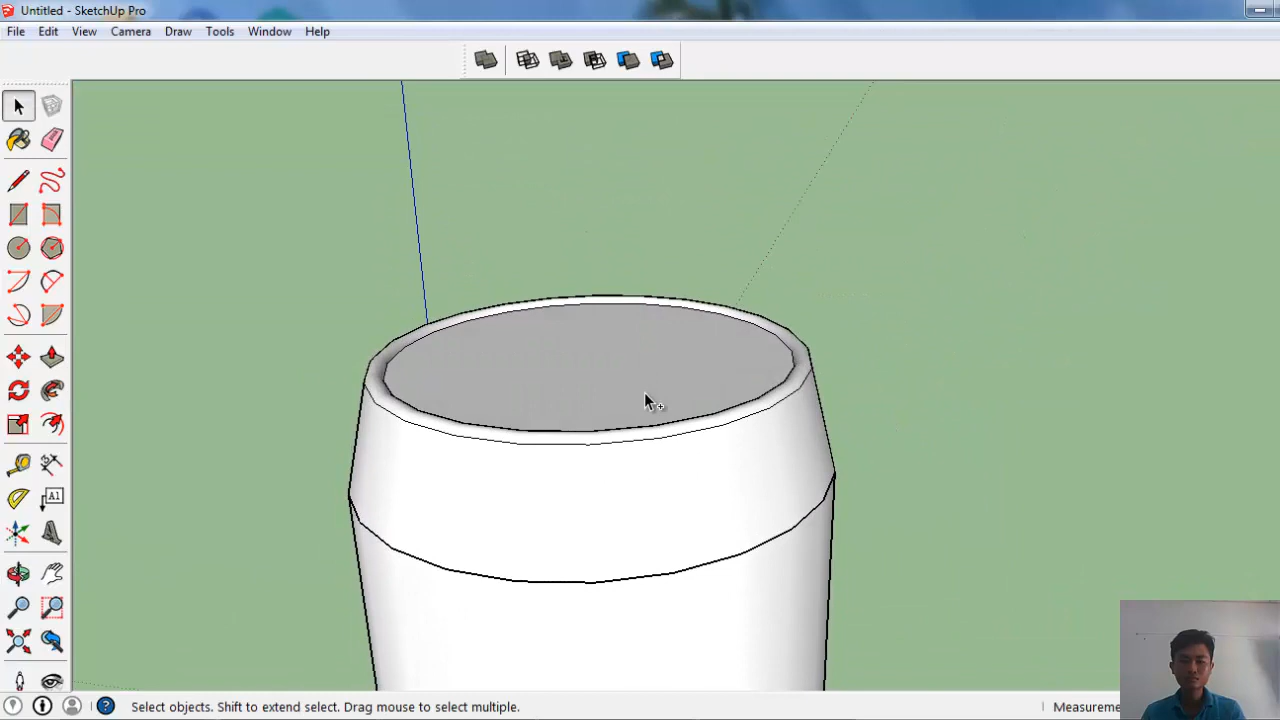 Untitled - SketchUp Pro
File Edit View Camera Draw Tools Window Help
A1
Select objects. Shift to extend select. Drag mouse to select multiple. Measureme